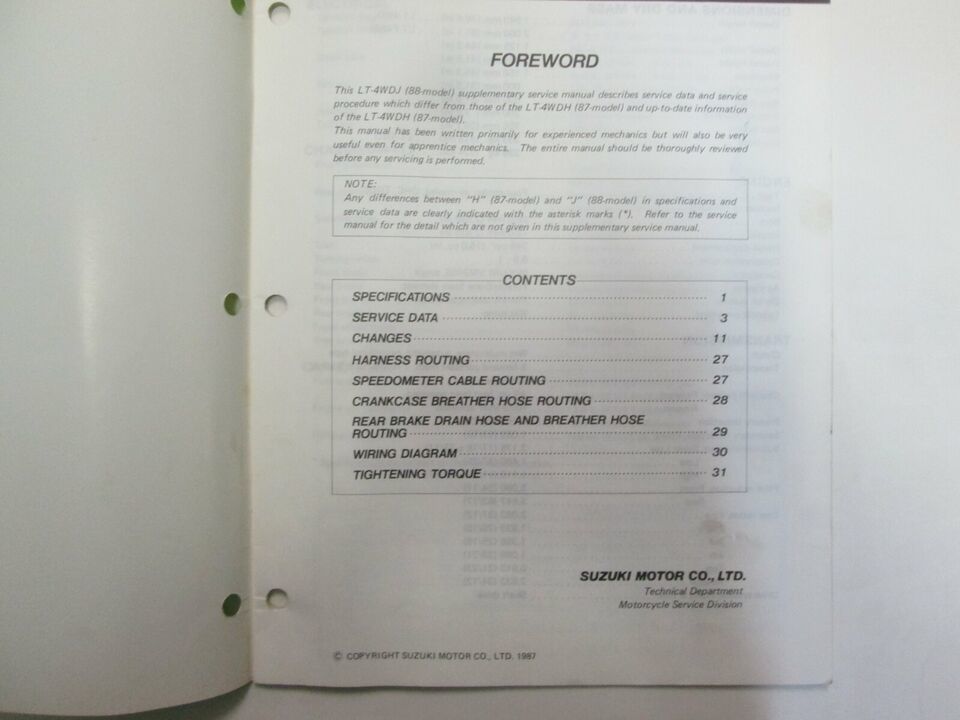 FOREWORD
This LT-4WDJ (88-model) supplementary service manual describes service data and service
procedure which differ from those of the LT-4WDH (87-model) and up-to-date information
of the LT-4WDH (87-model).
This manual has been written primarily for experienced mechanics but will also be very
useful even for apprentice mechanics. The entire manual should be thoroughly reviewed
before any servicing is performed.
NOTE:
Any differences between "H" (87-model) and "J" (88-model) in specifications and
service data are clearly indicated with the asterisk marks (*). Refer to the service
manual for the detail which are not given in this supplementary service manual.
CONTENTS
SPECIFICATIONS 1
SERVICE DATA 3
CHANGES 11
HARNESS ROUTING 27
SPEEDOMETER CABLE ROUTING 27
CRANKCASE BREATHER HOSE ROUTING 28
REAR BRAKE DRAIN HOSE AND BREATHER HOSE
ROUTING 29
WIRING DIAGRAM 30
TIGHTENING TORQUE 31
SUZUKI MOTOR CO., LTD.
Technical Department
Motorcycle Service Division
© COPYRIGHT SUZUKI MOTOR CO., LTD. 1987